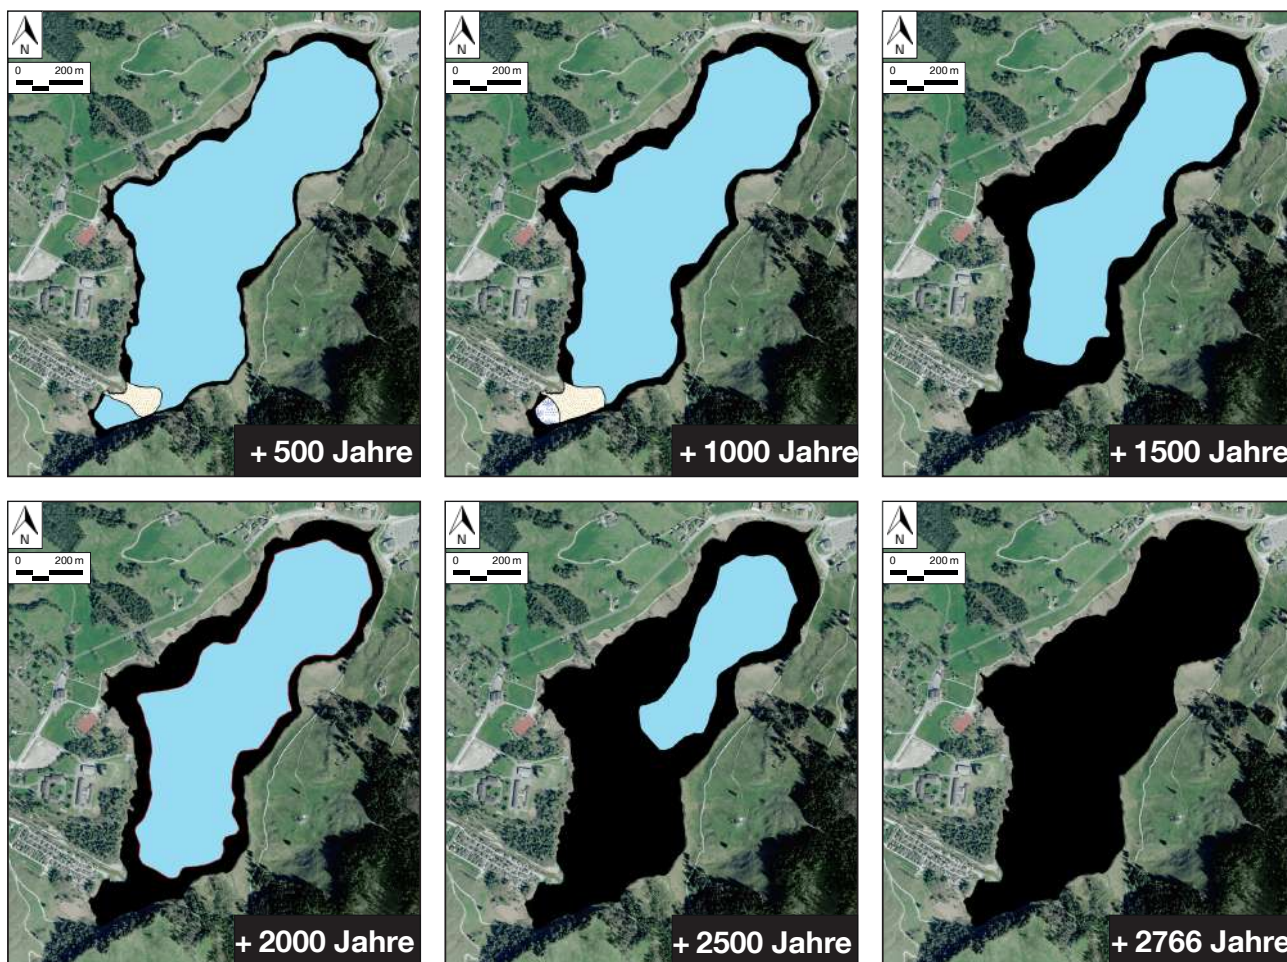 N
0 200 m
+ 500 Jahre
N
0 200 m
+ 1000 Jahre
N
0 200 m
+ 1500 Jahre
N
0 200 m
+ 2000 Jahre
N
0 200 m
+ 2500 Jahre
N
0 200 m
+ 2766 Jahre